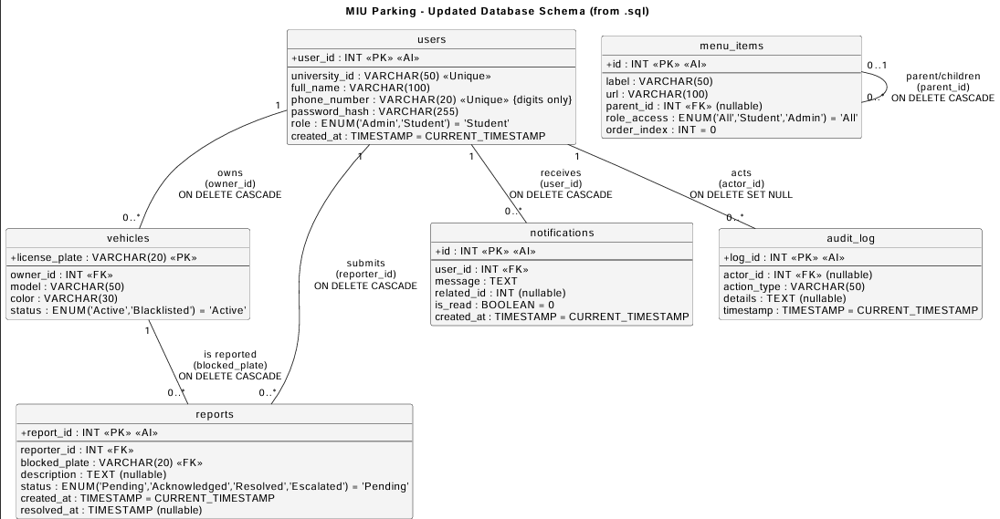 MIU Parking - Updated Database Schema (from .sql)
users
+user_id : INT «PK» «AI»
university_id : VARCHAR(50) «Unique»
full_name : VARCHAR(100)
phone_number : VARCHAR(20) «Unique» {digits only}
password_hash : VARCHAR(255)
role : ENUM('Admin','Student') = 'Student'
created_at : TIMESTAMP = CURRENT_TIMESTAMP
menu_items
+id : INT «PK» «AI»
label : VARCHAR(50)
url : VARCHAR(100)
parent_id : INT «FK» (nullable)
role_access : ENUM('All','Student','Admin') = 'All'
order_index : INT = 0
0..1
parent/children
(parent_id)
ON DELETE CASCADE
0..*
1
owns
(owner_id)
ON DELETE CASCADE
0..*
1
submits
(reporter_id)
ON DELETE CASCADE
0..*
1
receives
(user_id)
ON DELETE CASCADE
0..*
1
acts
(actor_id)
ON DELETE SET NULL
0..*
vehicles
+license_plate : VARCHAR(20) «PK»
owner_id : INT «FK»
model : VARCHAR(50)
color : VARCHAR(30)
status : ENUM('Active','Blacklisted') = 'Active'
notifications
+id : INT «PK» «AI»
user_id : INT «FK»
message : TEXT
related_id : INT (nullable)
is_read : BOOLEAN = 0
created_at : TIMESTAMP = CURRENT_TIMESTAMP
audit_log
+log_id : INT «PK» «AI»
actor_id : INT «FK» (nullable)
action_type : VARCHAR(50)
details : TEXT (nullable)
timestamp : TIMESTAMP = CURRENT_TIMESTAMP
1
is reported
(blocked_plate)
ON DELETE CASCADE
0..*
reports
+report_id : INT «PK» «AI»
reporter_id : INT «FK»
blocked_plate : VARCHAR(20) «FK»
description : TEXT (nullable)
status : ENUM('Pending','Acknowledged','Resolved','Escalated') = 'Pending'
created_at : TIMESTAMP = CURRENT_TIMESTAMP
resolved_at : TIMESTAMP (nullable)